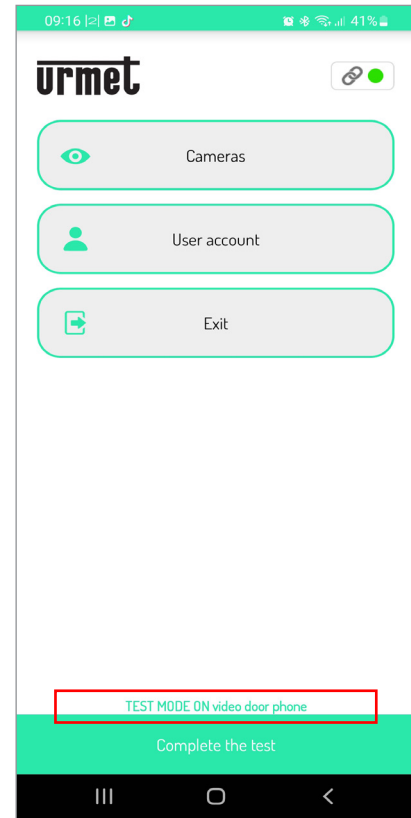 09:16
41%
urmet
Cameras
User account
Exit
TEST MODE ON video door phone
Complete the test